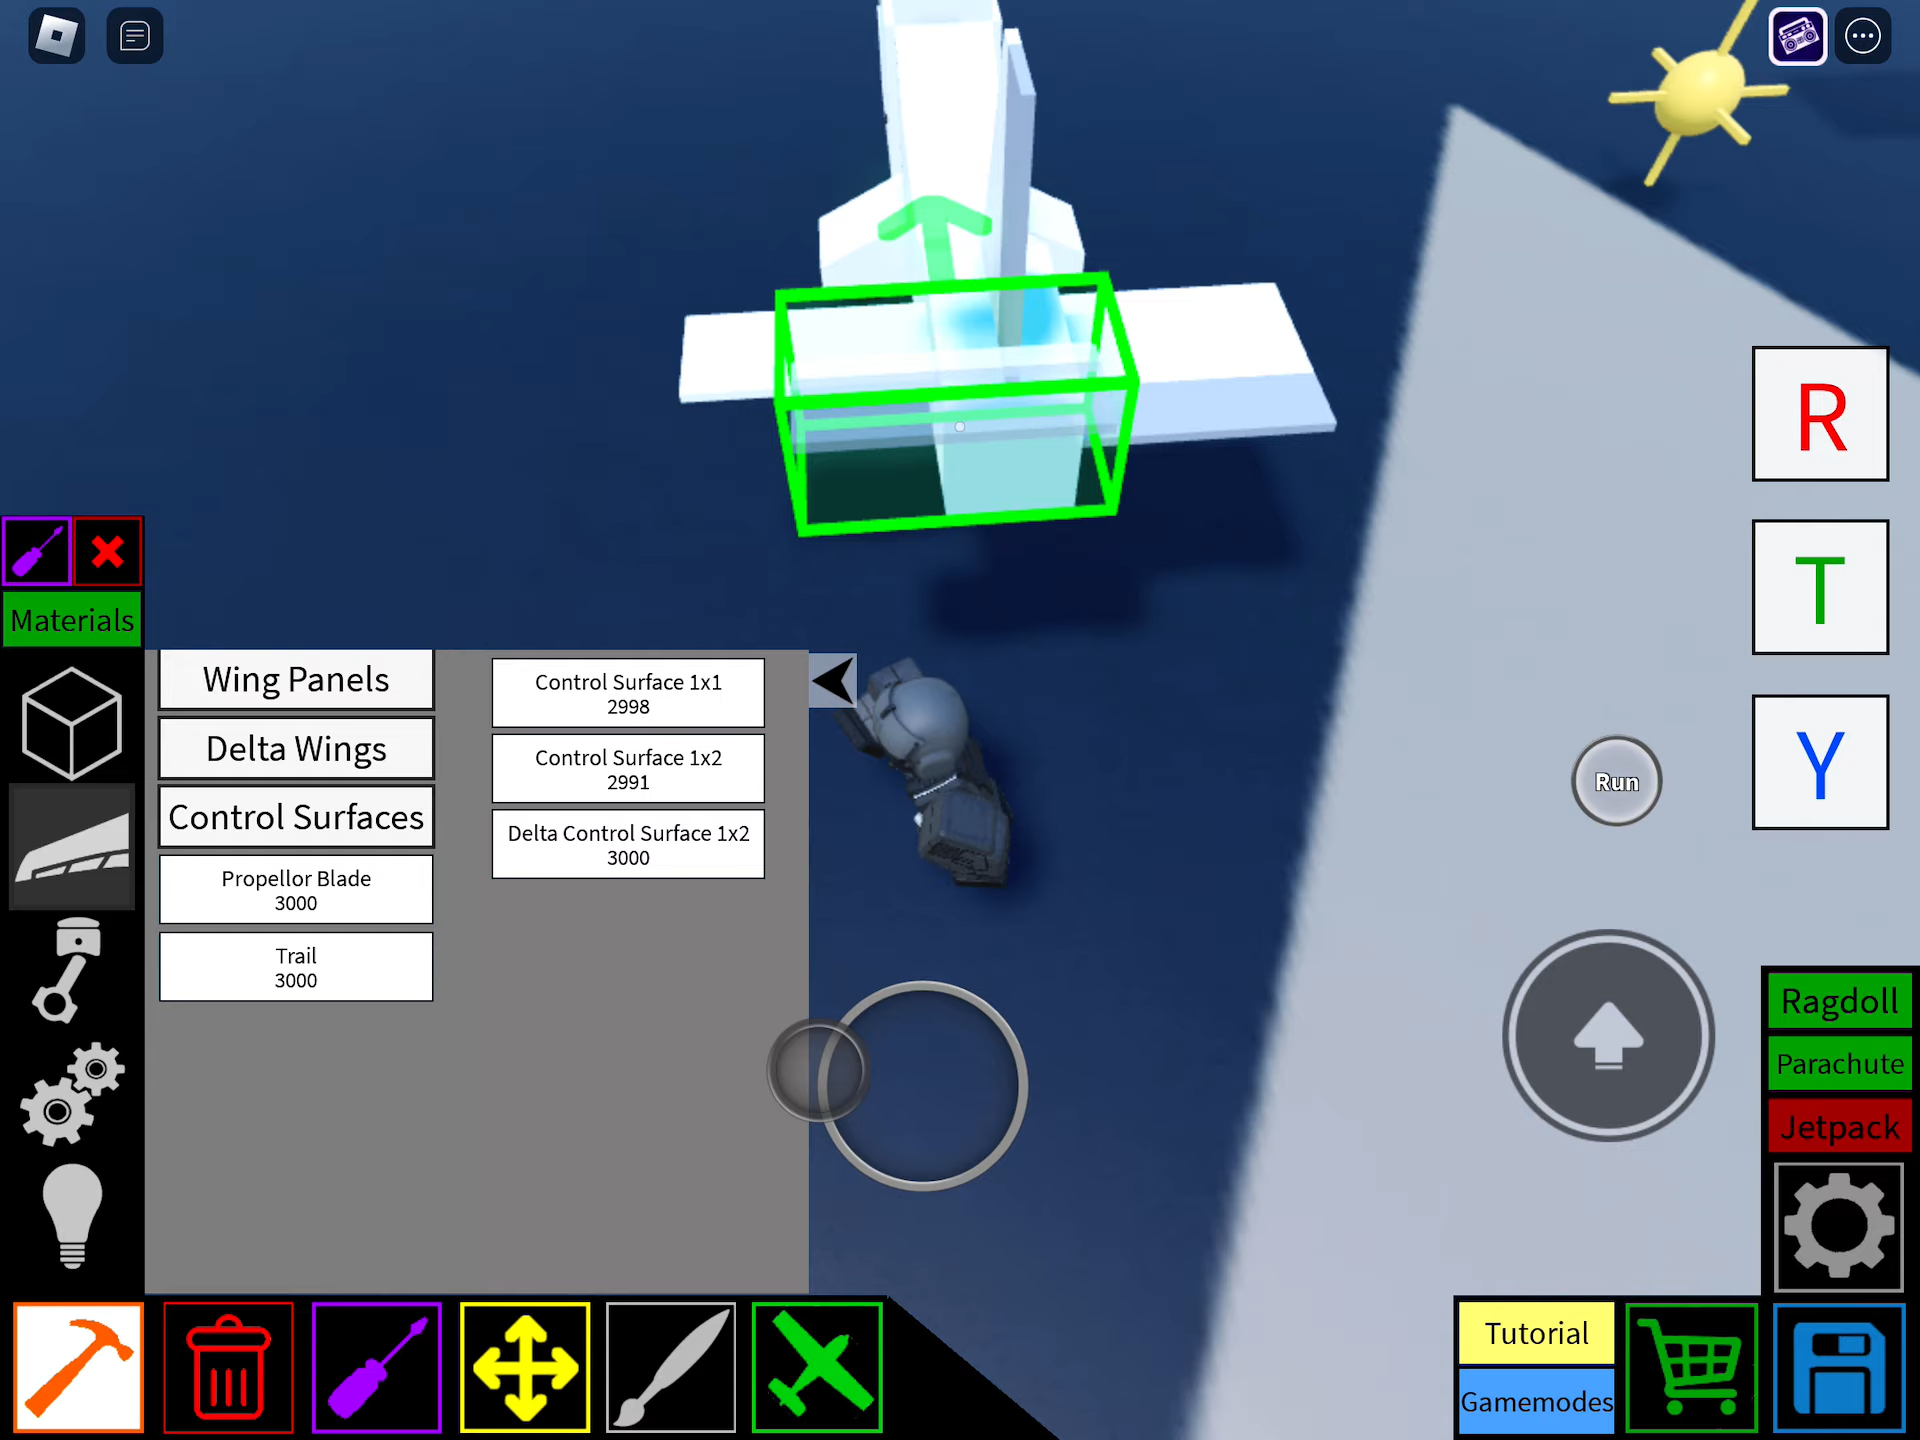 R
T
Materials
Wing Panels
Control Surface 1x1
2998
Delta Wings
Control Surface 1x2
2991
Y
Run
Control Surfaces
Delta Control Surface 1x2
3000
Propellor Blade
3000
Trail
3000
Ragdoll
Parachute
Jetpack
Tutorial
Gamemodes